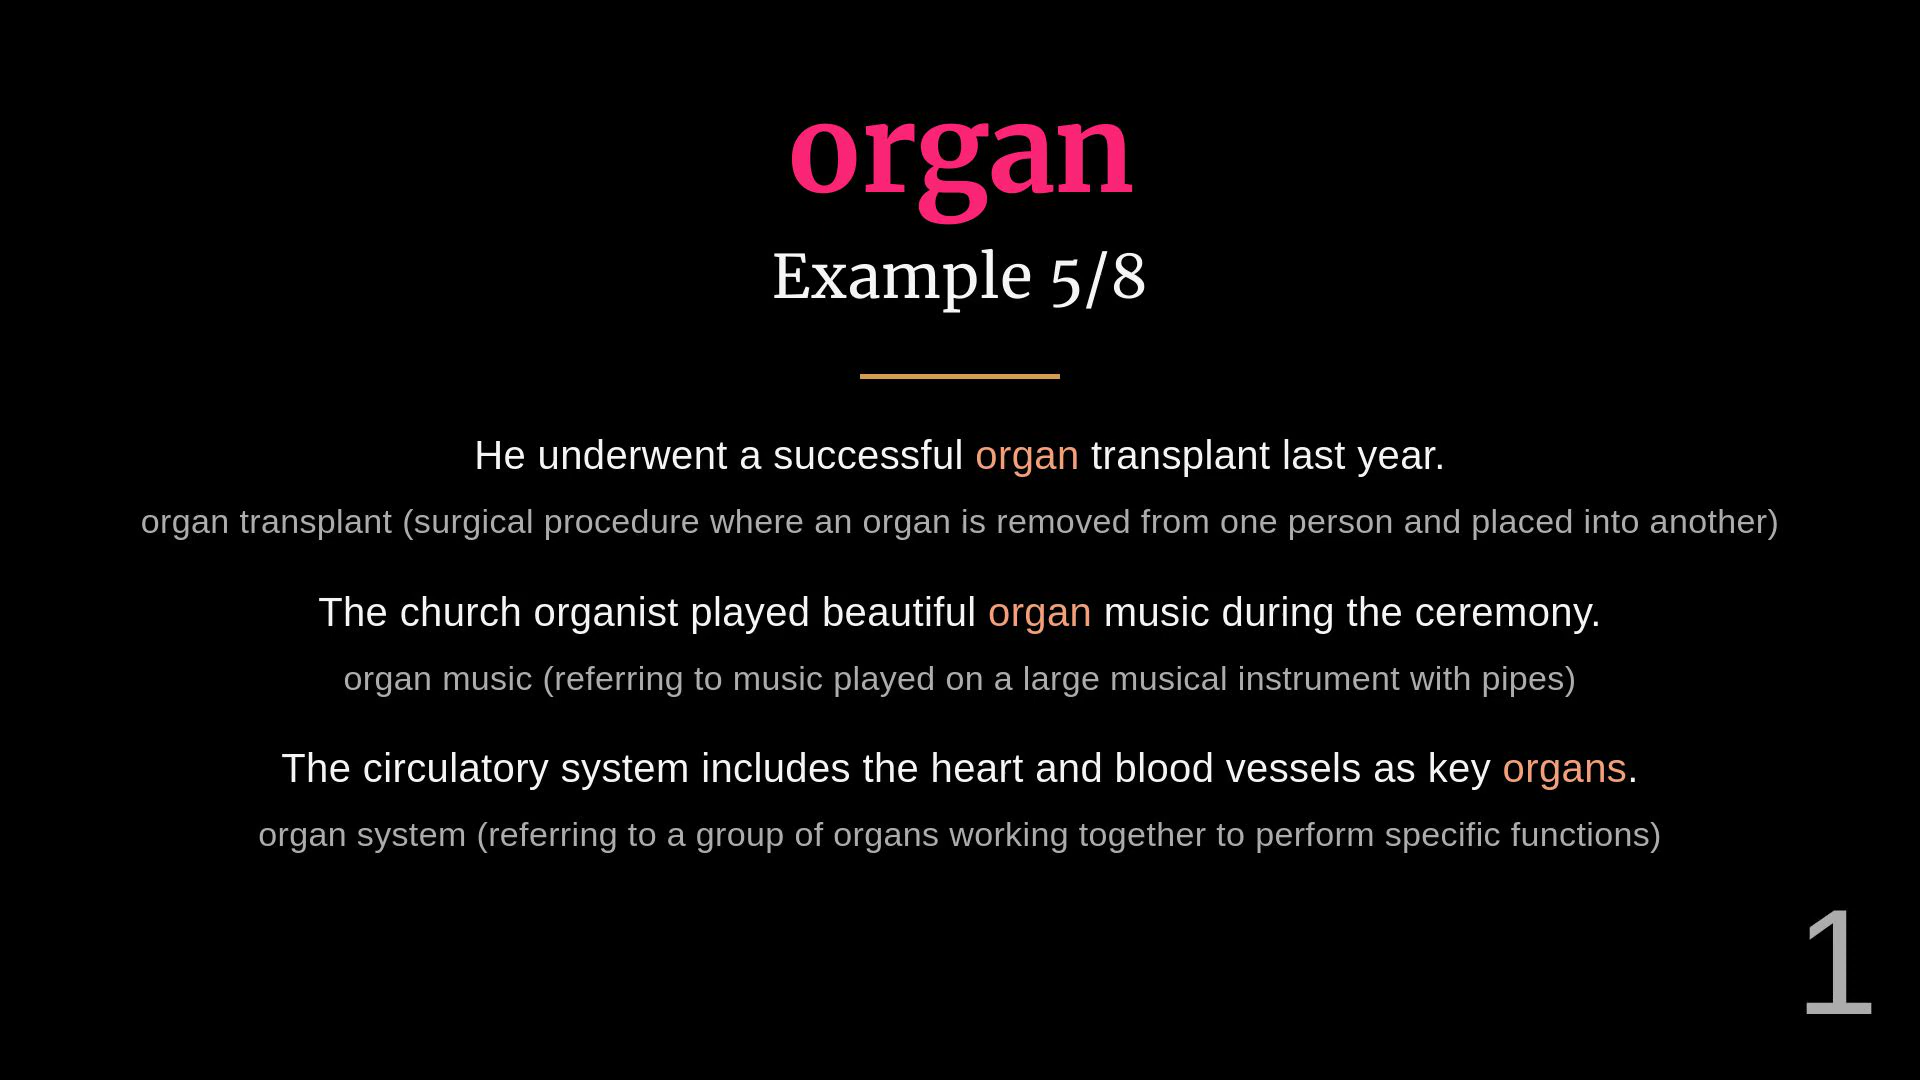 organ
Example 5/8
He underwent a successful organ transplant last year.
organ transplant (surgical procedure where an organ is removed from one person and placed into another)
The church organist played beautiful organ music during the ceremony.
organ music (referring to music played on a large musical instrument with pipes)
The circulatory system includes the heart and blood vessels as key organs.
organ system (referring to a group of organs working together to perform specific functions)
1